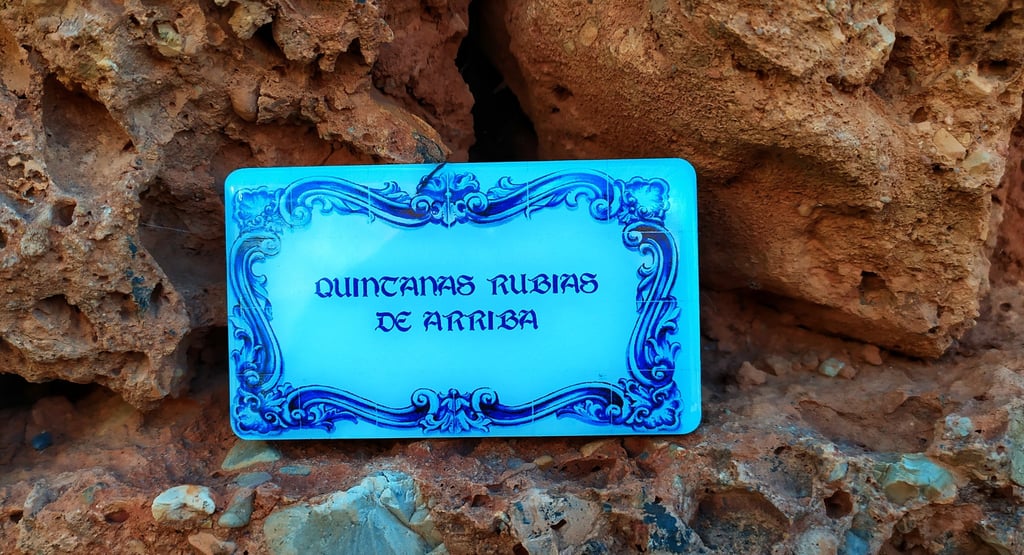 QUINTANAS RUBIAS
DE ARRIBA